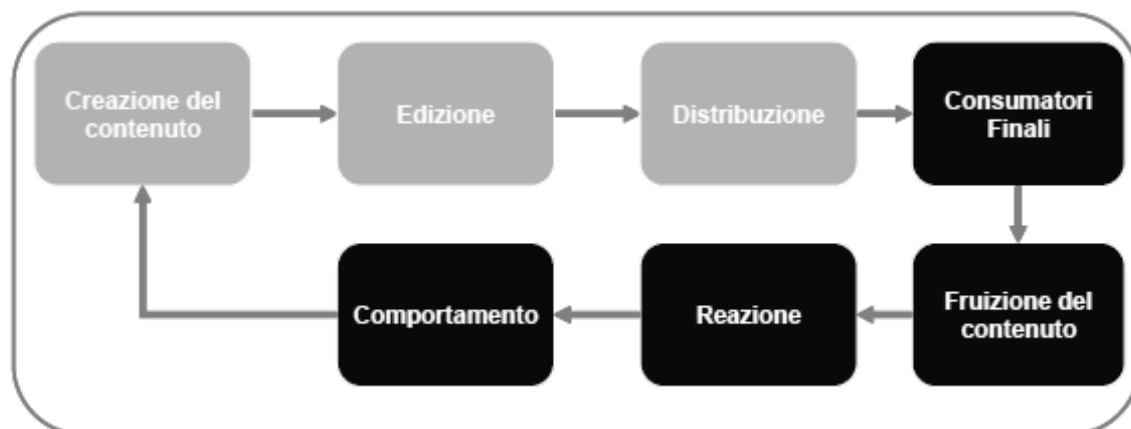 Creazione del
contenuto
Edizione
Distribuzione
Consumatori
Finali
Fruizione del
contenuto
Reazione
Comportamento